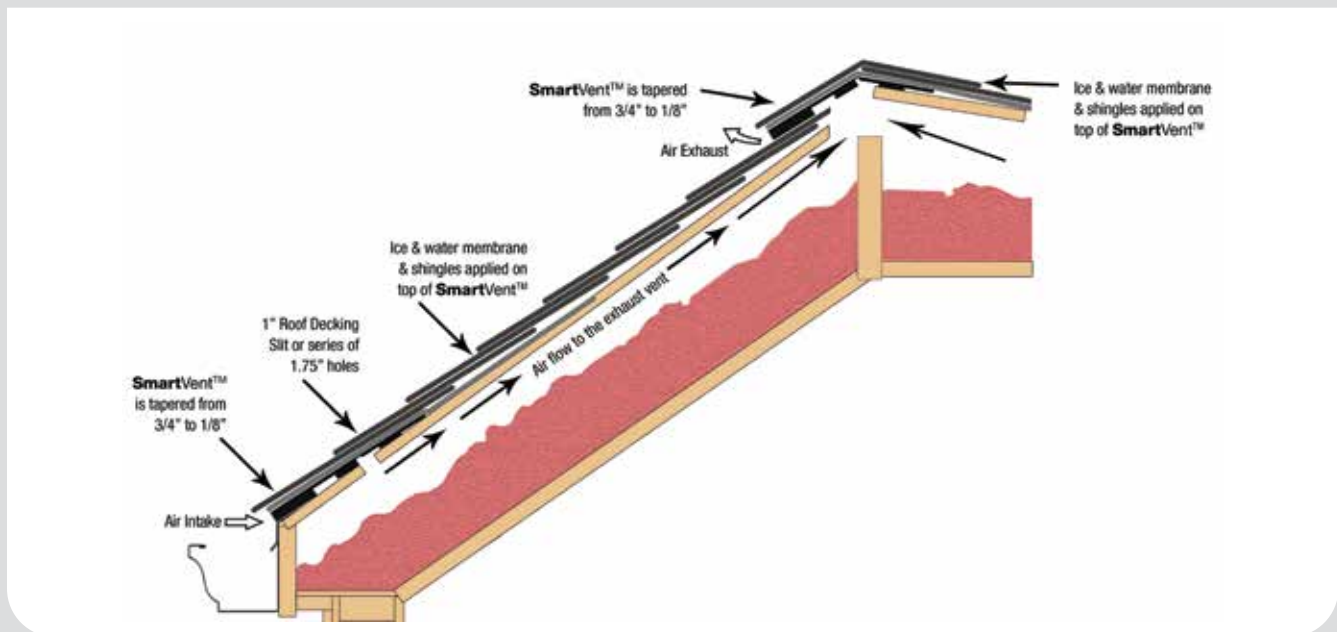 SmartVent™ is tapered
from 3/4" to 1/8"
Air Exhaust
Ice & water membrane
& shingles applied on
top of SmartVent™
Ice & water membrane
& shingles applied on
top of SmartVent™
1" Roof Decking
Slit or series of
1.75" holes
Air flow to the exhaust vent
SmartVent™
is tapered from
3/4" to 1/8"
Air Intake